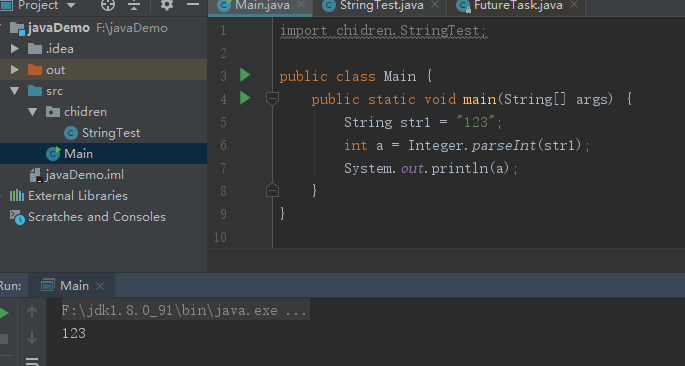 Project
Main.java
StringTest.java
FutureTask.java
javaDemo F:\javaDemo
.idea
out
src
chidren
StringTest
Main
javaDemo.iml
External Libraries
Scratches and Consoles
1 import chidren.StringTest;
2
3 public class Main {
4 public static void main(String[] args) {
5 String str1 = "123";
6 int a = Integer.parseInt(str1);
7 System.out.println(a);
8 }
9 }
10
Run: Main
F:\jdk1.8.0_91\bin\java.exe ...
123